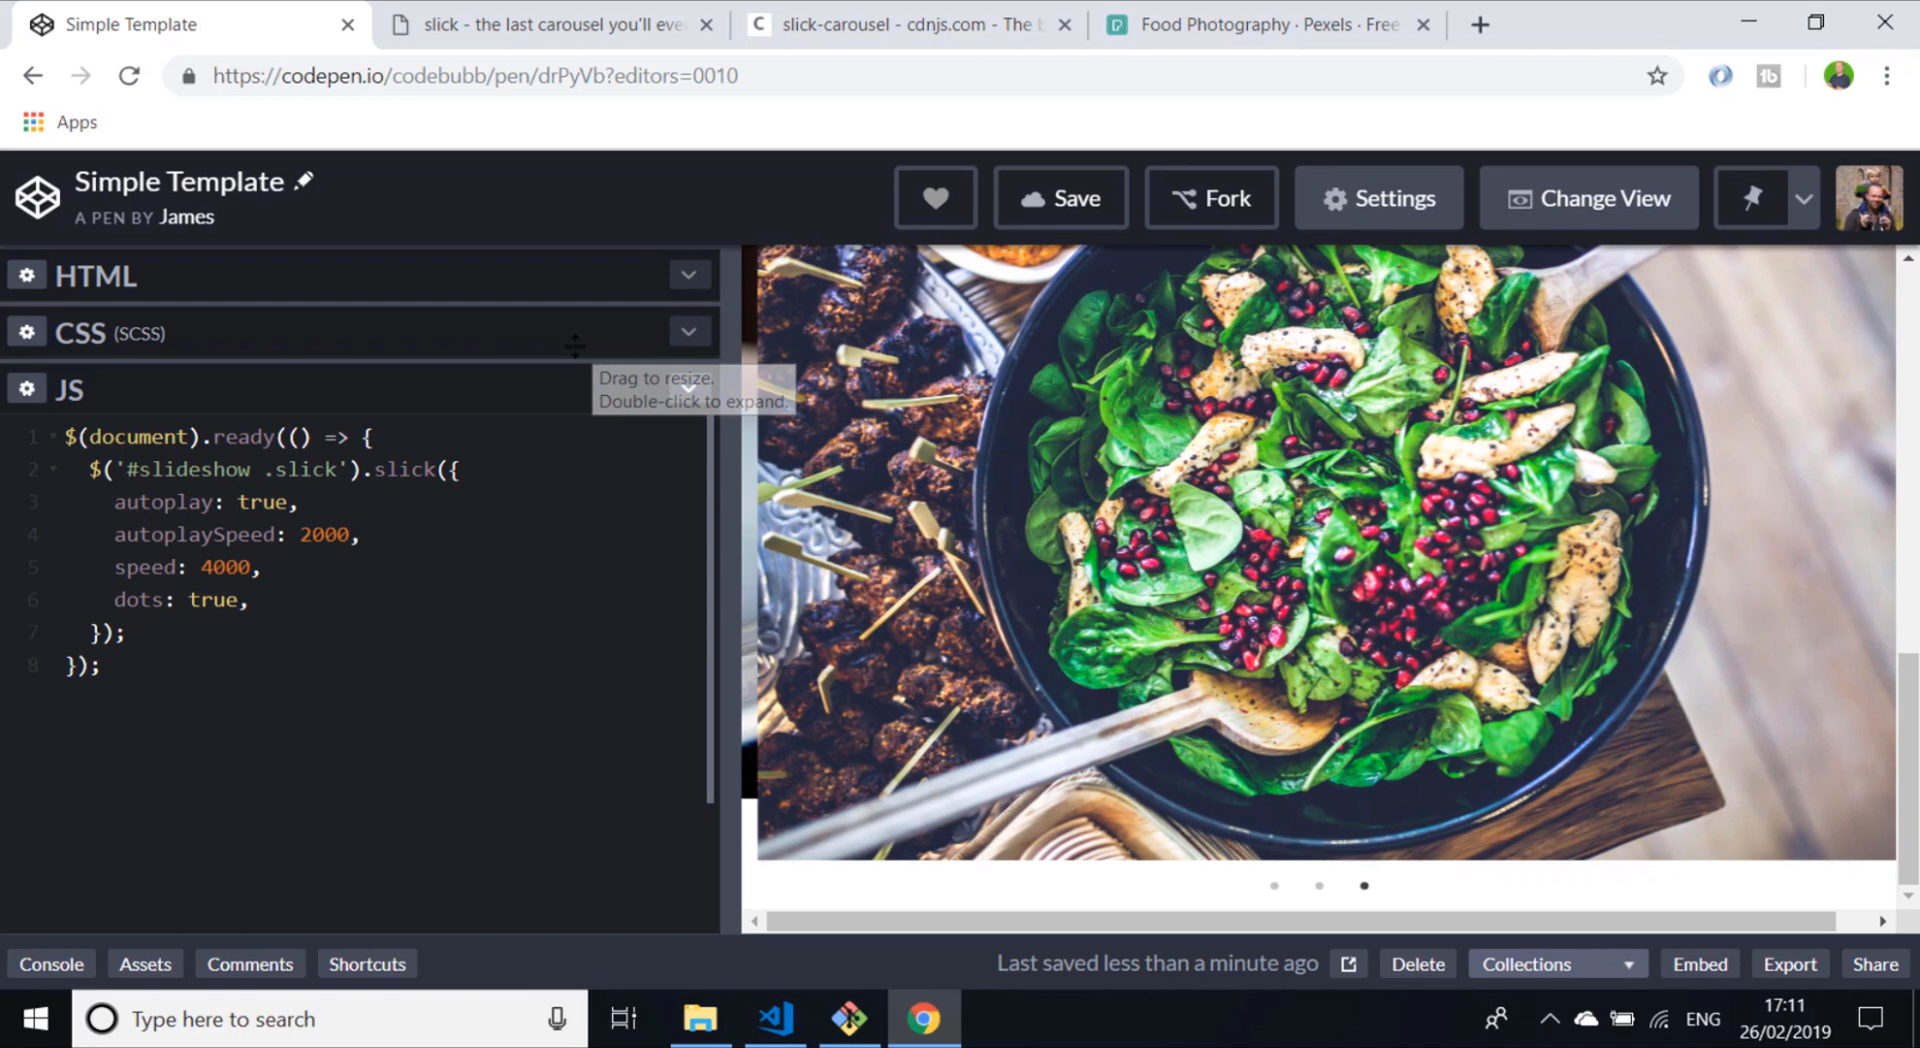 Simple Template
slick - the last carousel you'll eve
slick-carousel - cdnjs.com - The b
Food Photography · Pexels · Free
https://codepen.io/codebubb/pen/drPyVb?editors=0010
Apps
Simple Template
A PEN BY James
Save
Fork
Settings
Change View
HTML
CSS (SCSS)
JS
Drag to resize.
Double-click to expand.
1 $(document).ready(() => {
2 $('#slideshow .slick').slick({
3 autoplay: true,
4 autoplaySpeed: 2000,
5 speed: 4000,
6 dots: true,
7 });
8 });
Console
Assets
Comments
Shortcuts
Last saved less than a minute ago
Delete
Collections
Embed
Export
Share
Type here to search
ENG
17:11
26/02/2019